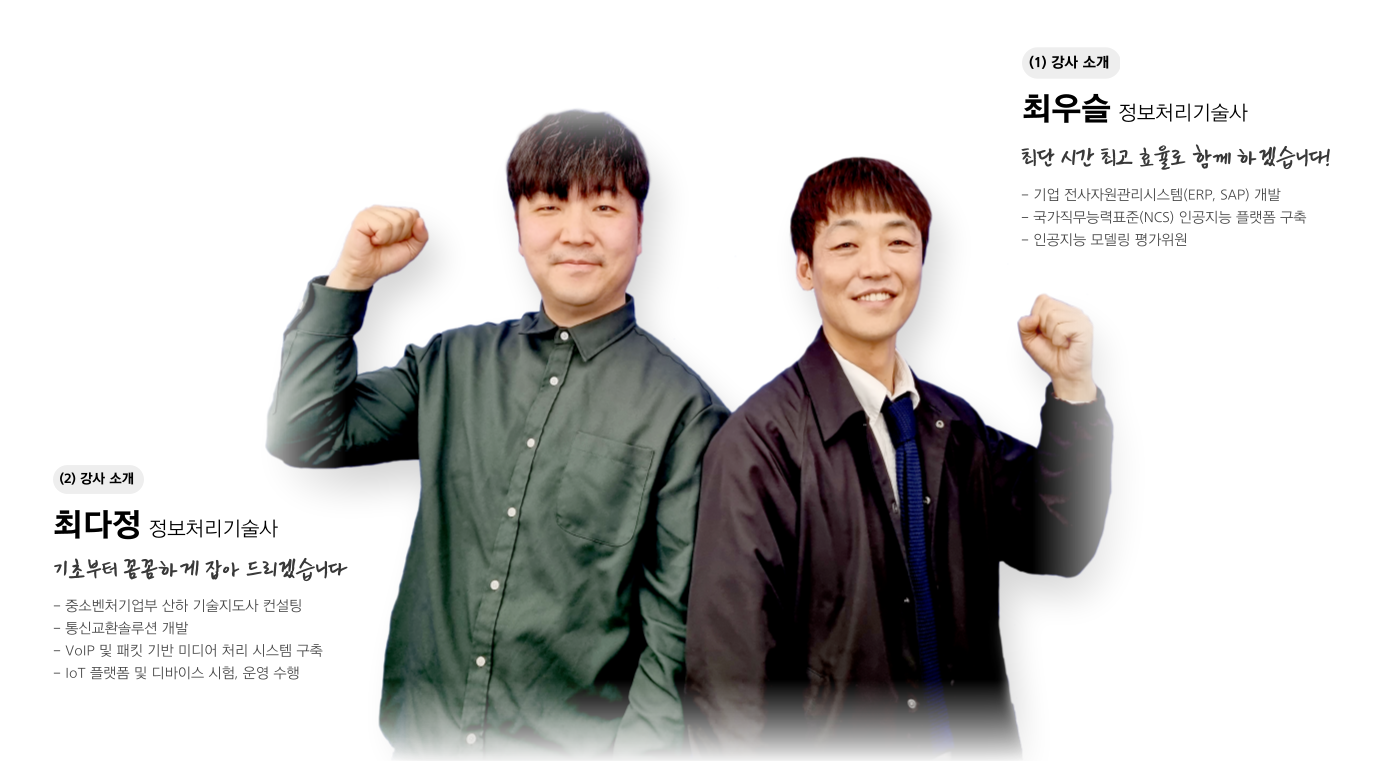 (1) 강사 소개
최우슬 정보처리기술사
최단 시간 최고 효율로 함께 하겠습니다!
- 기업 전사자원관리시스템(ERP, SAP) 개발
- 국가직무능력표준(NCS) 인공지능 플랫폼 구축
- 인공지능 모델링 평가위원
(2) 강사 소개
최다정 정보처리기술사
기초부터 꼼꼼하게 잡아 드리겠습니다
- 중소벤처기업부 산하 기술지도사 컨설팅
- 통신교환솔루션 개발
- VoIP 및 패킷 기반 미디어 처리 시스템 구축
- IoT 플랫폼 및 디바이스 시험, 운영 수행